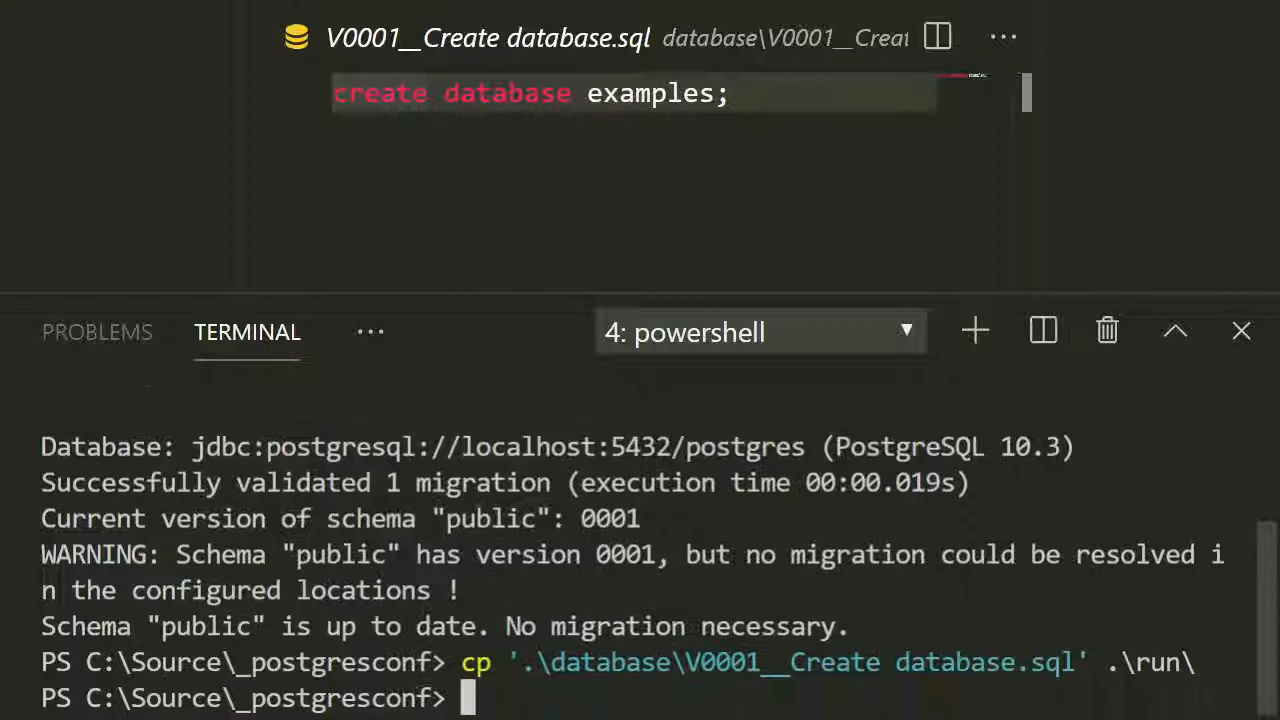 V0001__Create database.sql database\V0001__Creat ...
create database examples;
PROBLEMS TERMINAL ... 4: powershell
Database: jdbc:postgresql://localhost:5432/postgres (PostgreSQL 10.3)
Successfully validated 1 migration (execution time 00:00.019s)
Current version of schema "public": 0001
WARNING: Schema "public" has version 0001, but no migration could be resolved i
n the configured locations !
Schema "public" is up to date. No migration necessary.
PS C:\Source\_postgresconf> cp '.\database\V0001__Create database.sql' .\run\
PS C:\Source\_postgresconf>